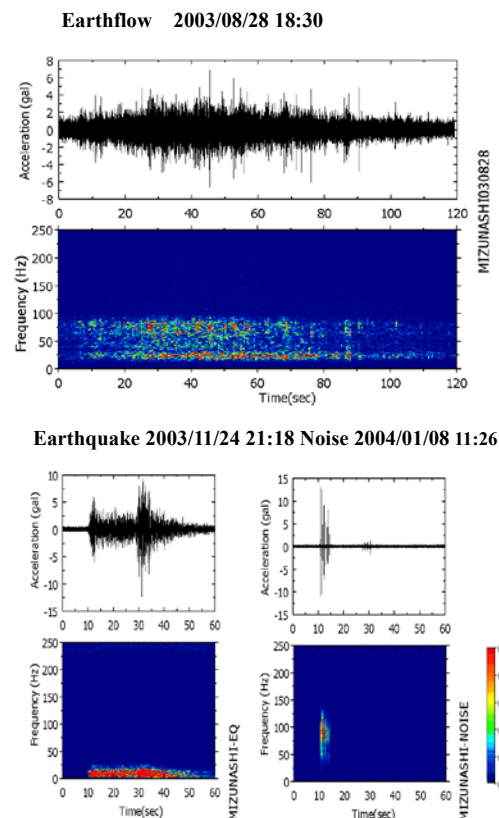 Earthflow 2003/08/28 18:30
Acceleration (gal)
8
6
4
2
0
-2
-4
-6
-8
0 20 40 60 80 100 120
MIZUNASHI030828
Frequency (Hz)
250
200
150
100
50
0
0 20 40 60 80 100 120
Time(sec)
Earthquake 2003/11/24 21:18 Noise 2004/01/08 11:26
Acceleration (gal)
10
5
0
-5
-10
-15
0 10 20 30 40 50 60
Acceleration (gal)
15
10
5
0
-5
-10
-15
0 10 20 30 40 50 60
Frequency (Hz)
250
200
150
100
50
0
0 10 20 30 40 50 60
Time(sec)
MIZUNASHI-EQ
Frequency (Hz)
250
200
150
100
50
0
0 10 20 30 40 50 60
Time(sec)
MIZUNASHI-NOISE